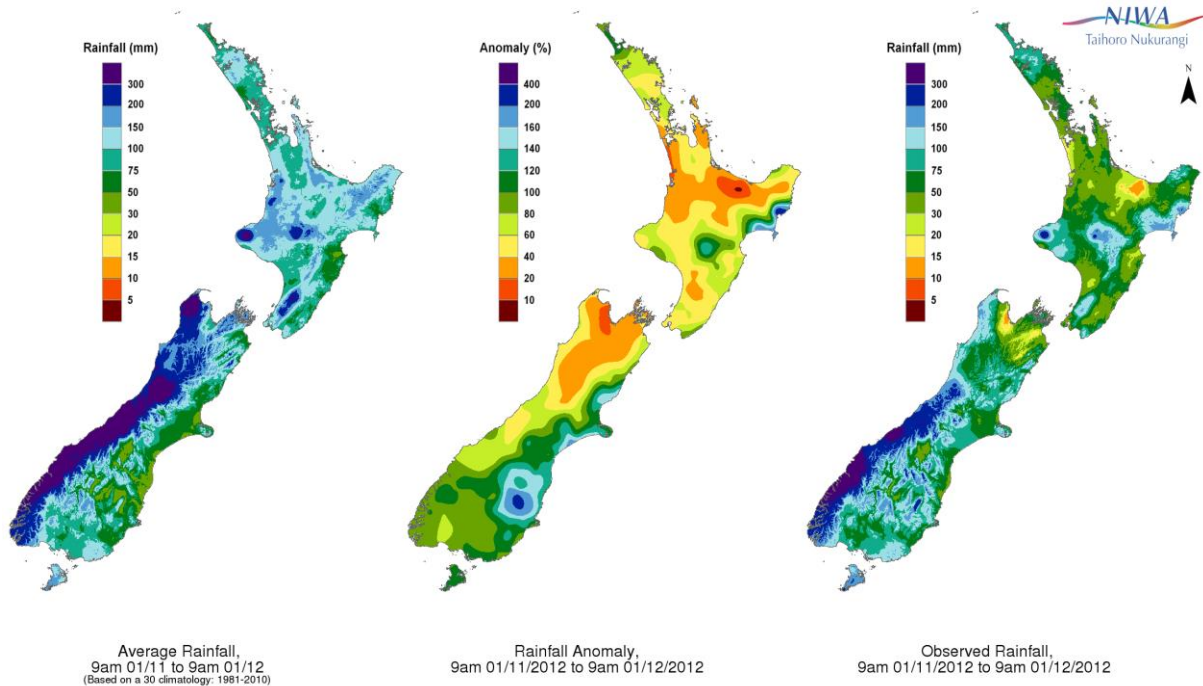 NIWA
Taihoro Nukurangi
N
Rainfall (mm)
300
200
150
100
75
50
30
20
15
10
5
Average Rainfall,
9am 01/11 to 9am 01/12
(Based on a 30 climatology: 1981-2010)
Anomaly (%)
400
200
160
140
120
100
80
60
40
20
10
Rainfall Anomaly,
9am 01/11/2012 to 9am 01/12/2012
Rainfall (mm)
300
200
150
100
75
50
30
20
15
10
5
Observed Rainfall,
9am 01/11/2012 to 9am 01/12/2012